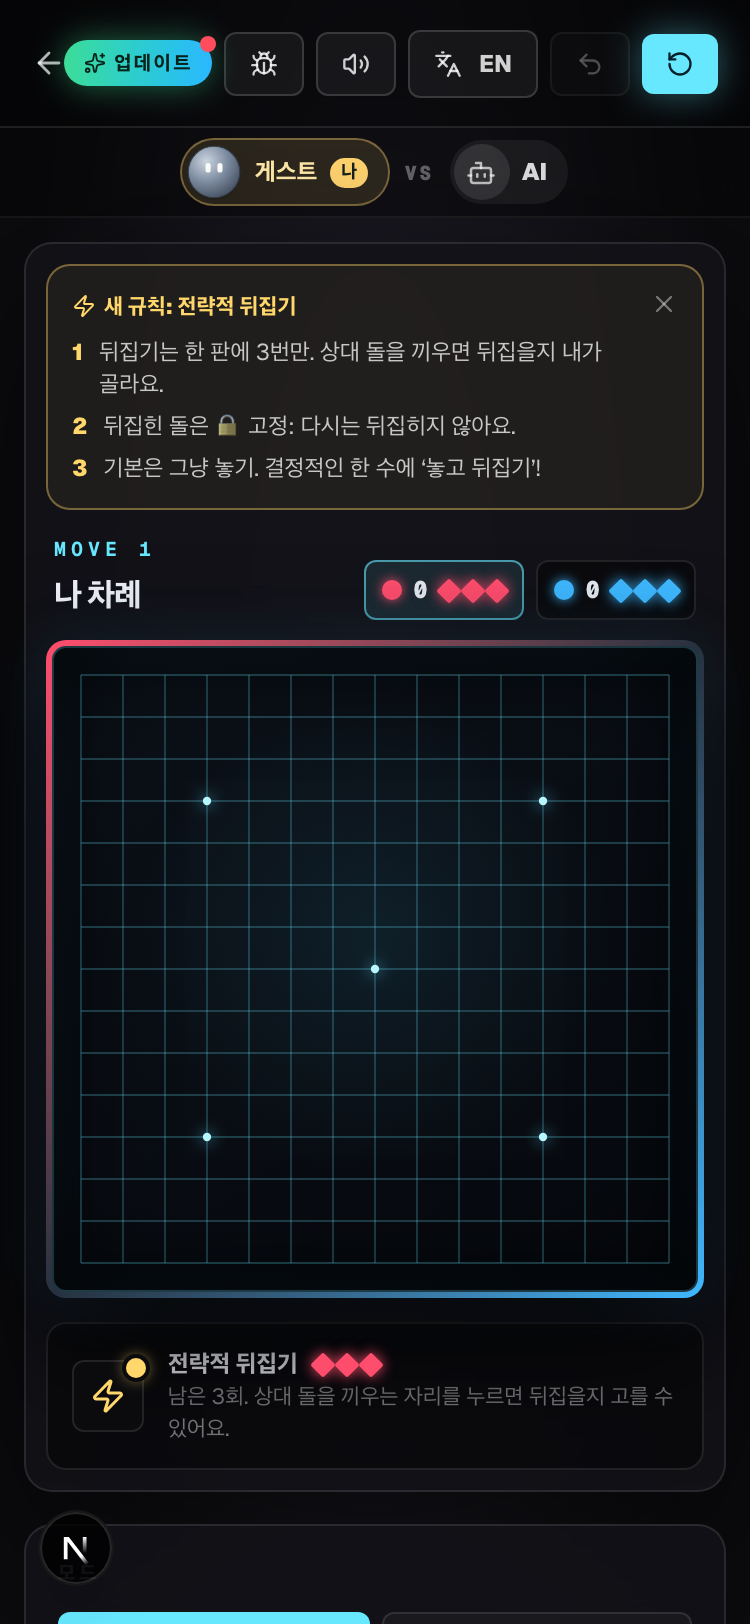 업데이트
EN
게스트 나 VS AI
새 규칙: 전략적 뒤집기
1 뒤집기는 한 판에 3번만. 상대 돌을 끼우면 뒤집을지 내가
골라요.
2 뒤집힌 돌은 🔒 고정: 다시는 뒤집히지 않아요.
3 기본은 그냥 놓기. 결정적인 한 수에 ‘놓고 뒤집기’!
MOVE 1
나 차례
0
0
전략적 뒤집기
남은 3회. 상대 돌을 끼우는 자리를 누르면 뒤집을지 고를 수
있어요.
N
모드